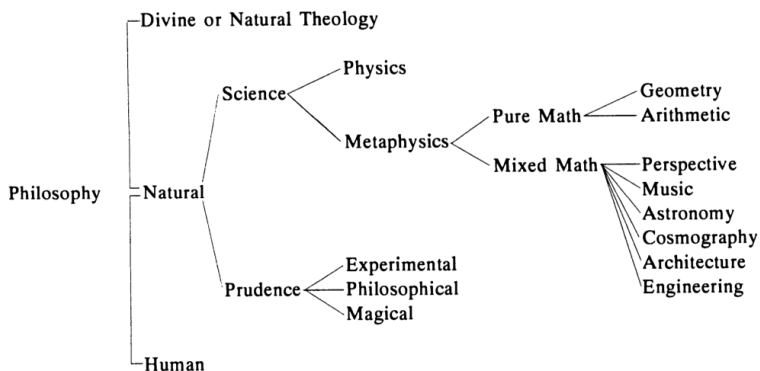 Divine or Natural Theology
Physics
Science
Geometry
Pure Math
Arithmetic
Metaphysics
Mixed Math
Perspective
Philosophy
Natural
Music
Astronomy
Cosmography
Architecture
Engineering
Experimental
Prudence
Philosophical
Magical
Human